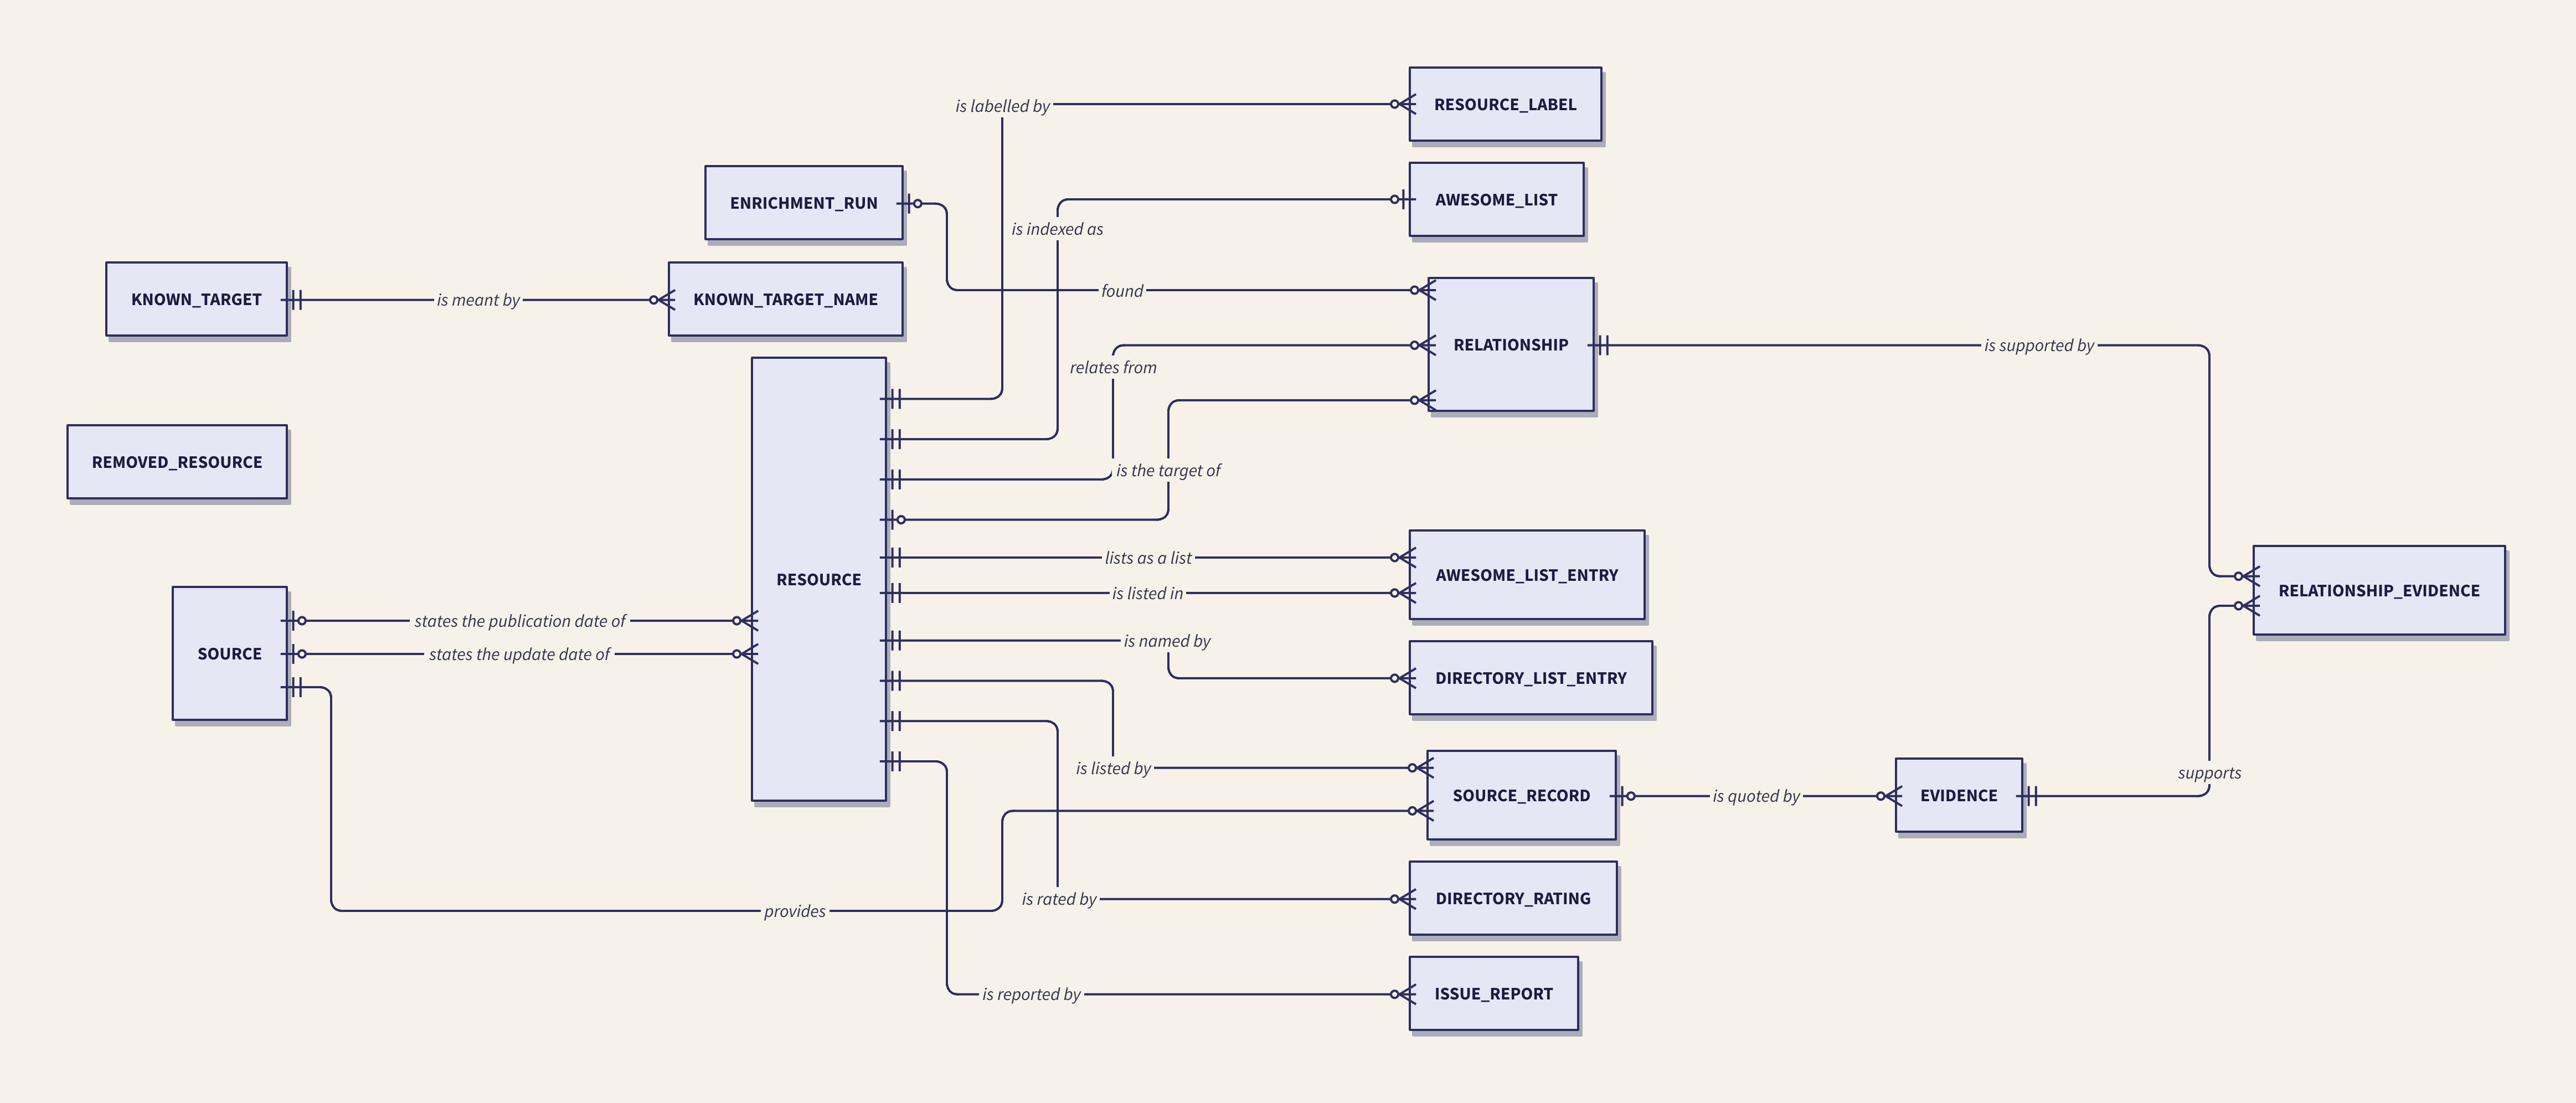 is labelled by
RESOURCE_LABEL
ENRICHMENT_RUN
AWESOME_LIST
is indexed as
KNOWN_TARGET
is meant by
KNOWN_TARGET_NAME
found
relates from
RELATIONSHIP
is supported by
REMOVED_RESOURCE
is the target of
lists as a list
AWESOME_LIST_ENTRY
is listed in
RESOURCE
RELATIONSHIP_EVIDENCE
states the publication date of
SOURCE
states the update date of
is named by
DIRECTORY_LIST_ENTRY
is listed by
SOURCE_RECORD
is quoted by
EVIDENCE
supports
provides
is rated by
DIRECTORY_RATING
is reported by
ISSUE_REPORT